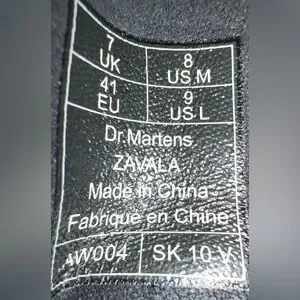 7 UK
8 US M
41 EU
9 US L
Dr.Martens
ZAVALA
Made in China
Fabriqué en Chine
AW004
SK 10 V